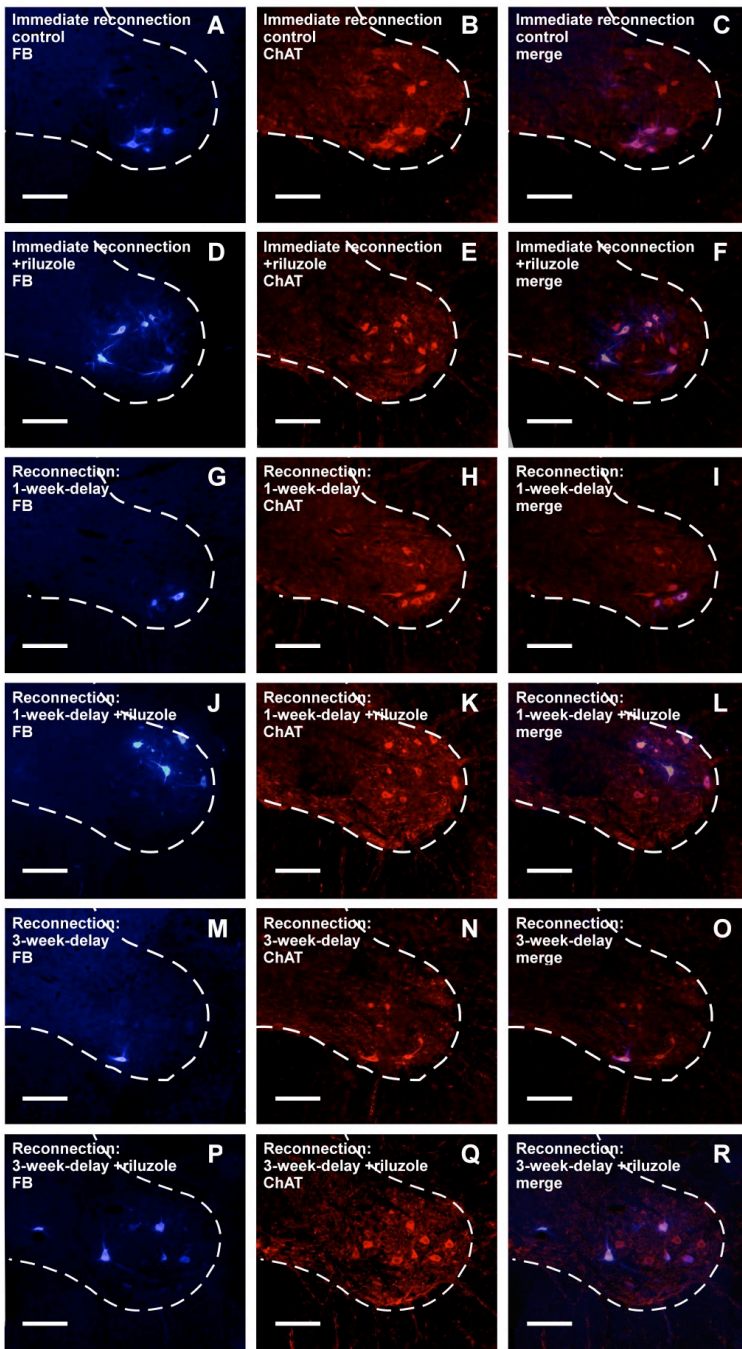 Immediate reconnection
control
FB
A
Immediate reconnection
control
ChAT
B
Immediate reconnection
control
merge
C
Immediate reconnection
+riluzole
FB
D
Immediate reconnection
+riluzole
ChAT
E
Immediate reconnection
+riluzole
merge
F
Reconnection:
1-week-delay
FB
G
Reconnection:
1-week-delay
ChAT
H
Reconnection:
1-week-delay
merge
I
Reconnection:
1-week-delay +riluzole
FB
J
Reconnection:
1-week-delay +riluzole
ChAT
K
Reconnection:
1-week-delay +riluzole
merge
L
Reconnection:
3-week-delay
FB
M
Reconnection:
3-week-delay
ChAT
N
Reconnection:
3-week-delay
merge
O
Reconnection:
3-week-delay +riluzole
FB
P
Reconnection:
3-week-delay +riluzole
ChAT
Q
Reconnection:
3-week-delay +riluzole
merge
R